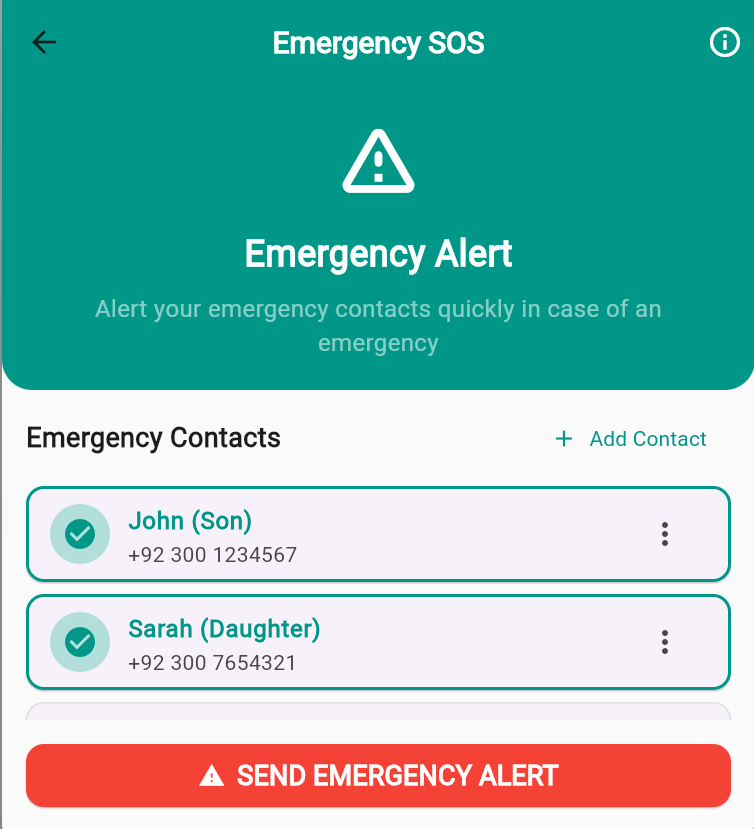 Emergency SOS
Emergency Alert
Alert your emergency contacts quickly in case of an
emergency
Emergency Contacts
+ Add Contact
John (Son)
+92 300 1234567
Sarah (Daughter)
+92 300 7654321
SEND EMERGENCY ALERT